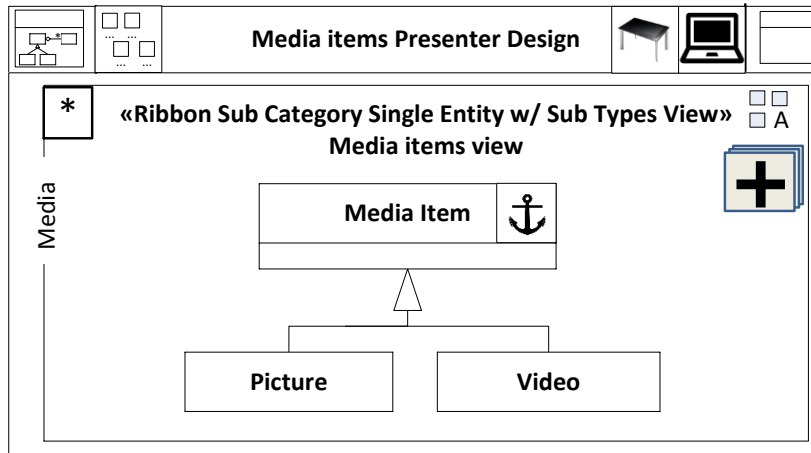 Media items Presenter Design
*
«Ribbon Sub Category Single Entity w/ Sub Types View»
A
Media items view
Media
Media Item
Picture
Video